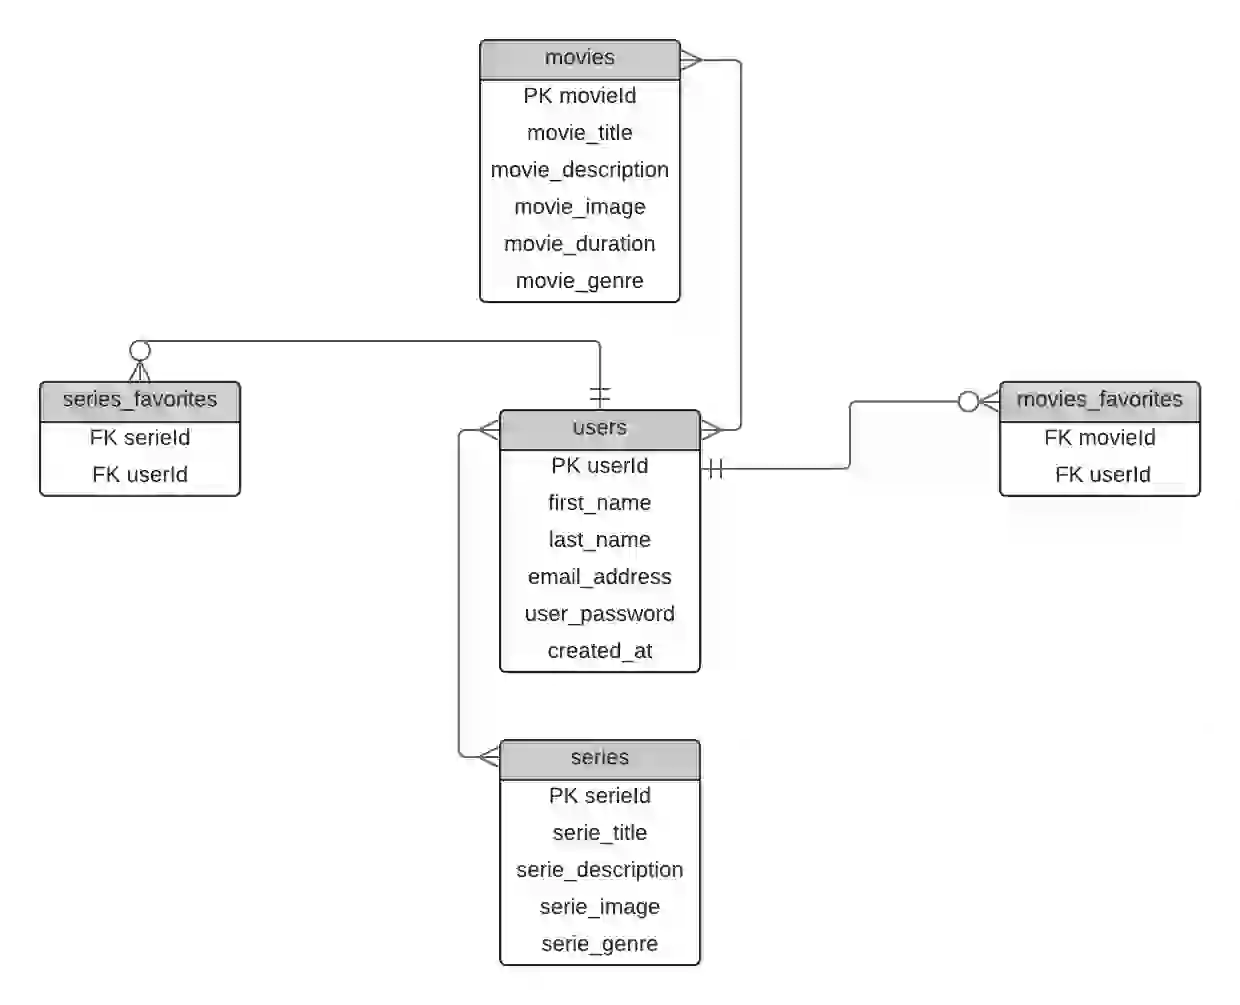 movies
PK movieId
movie_title
movie_description
movie_image
movie_duration
movie_genre
series_favorites
FK serieId
FK userId
users
PK userId
first_name
last_name
email_address
user_password
created_at
movies_favorites
FK movieId
FK userId
series
PK serieId
serie_title
serie_description
serie_image
serie_genre